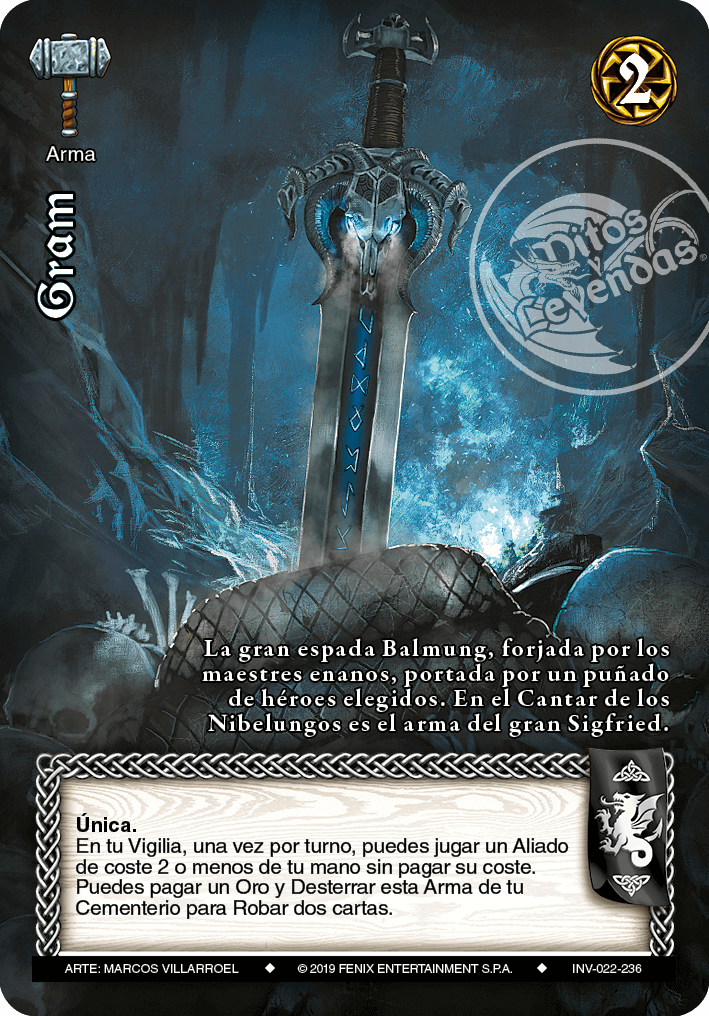 2
Arma
Gram
Mitos
y
Leyendas®
La gran espada Balmung, forjada por los
maestres enanos, portada por un puñado
de héroes elegidos. En el Cantar de los
Nibelungos es el arma del gran Sigfried.
Única.
En tu Vigilia, una vez por turno, puedes jugar un Aliado
de coste 2 o menos de tu mano sin pagar su coste.
Puedes pagar un Oro y Desterrar esta Arma de tu
Cementerio para Robar dos cartas.
ARTE: MARCOS VILLARROEL ◆ © 2019 FENIX ENTERTAINMENT S.P.A. ◆ INV-022-236